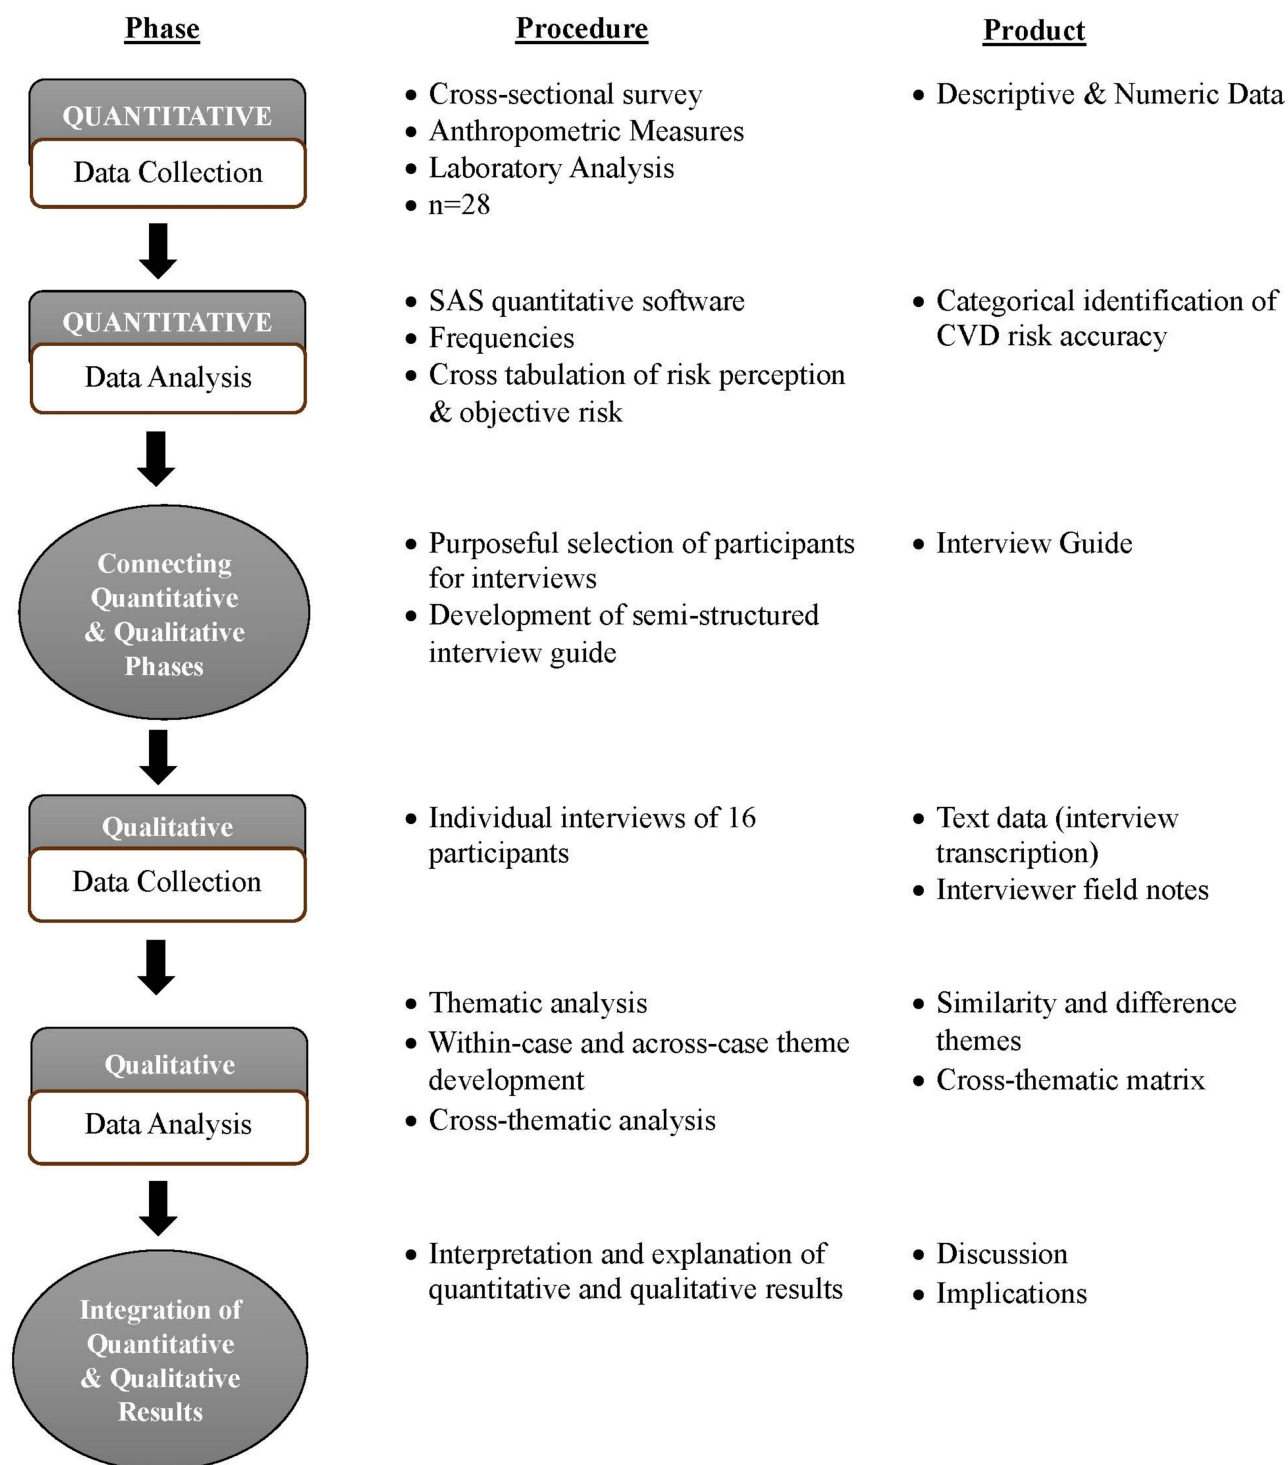 Phase
Procedure
Product
QUANTITATIVE
Data Collection
• Cross-sectional survey
• Anthropometric Measures
• Laboratory Analysis
• n=28
• Descriptive & Numeric Data
QUANTITATIVE
Data Analysis
• SAS quantitative software
• Frequencies
• Cross tabulation of risk perception
& objective risk
• Categorical identification of
CVD risk accuracy
Connecting
Quantitative
& Qualitative
Phases
• Purposeful selection of participants
for interviews
• Development of semi-structured
interview guide
• Interview Guide
Qualitative
Data Collection
• Individual interviews of 16
participants
• Text data (interview
transcription)
• Interviewer field notes
Qualitative
Data Analysis
• Thematic analysis
• Within-case and across-case theme
development
• Cross-thematic analysis
• Similarity and difference
themes
• Cross-thematic matrix
Integration of
Quantitative
& Qualitative
Results
• Interpretation and explanation of
quantitative and qualitative results
• Discussion
• Implications